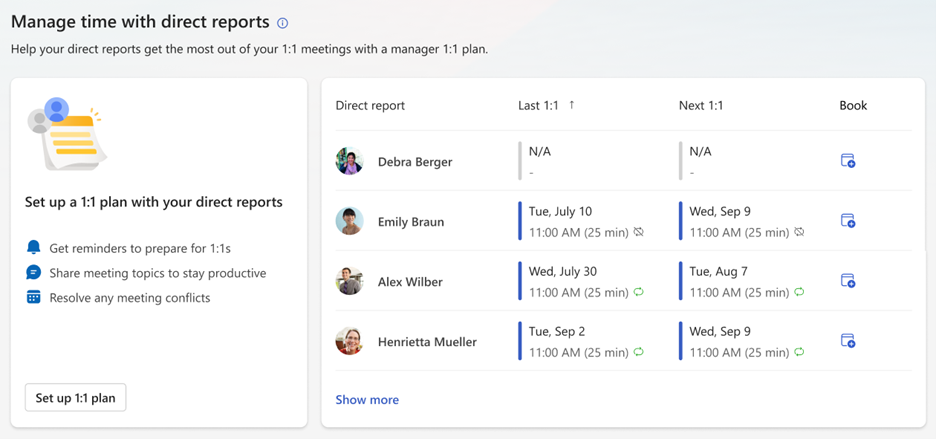 Manage time with direct reports
Help your direct reports get the most out of your 1:1 meetings with a manager 1:1 plan.
Set up a 1:1 plan with your direct reports
Get reminders to prepare for 1:1s
Share meeting topics to stay productive
Resolve any meeting conflicts
Set up 1:1 plan
Direct report Last 1:1 ↑ Next 1:1 Book
Debra Berger N/A N/A
- -
Emily Braun Tue, July 10 Wed, Sep 9
11:00 AM (25 min) 11:00 AM (25 min)
Alex Wilber Wed, July 30 Tue, Aug 7
11:00 AM (25 min) 11:00 AM (25 min)
Henrietta Mueller Tue, Sep 2 Wed, Sep 9
11:00 AM (25 min) 11:00 AM (25 min)
Show more